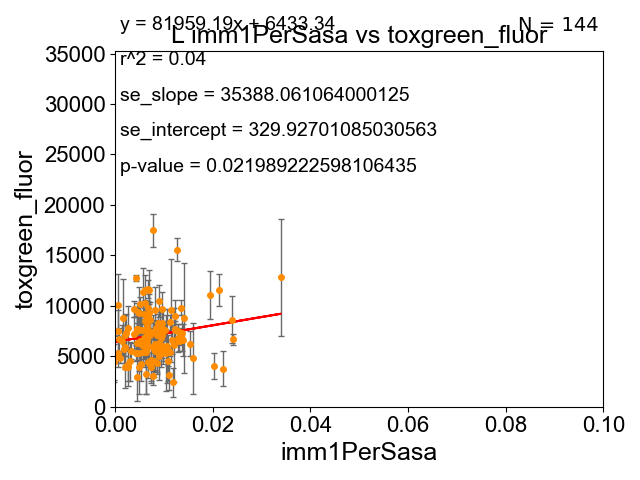 y = 81959.19x + 6433.34
N = 144
L imm1PerSasa vs toxgreen_fluor
r^2 = 0.04
se_slope = 35388.061064000125
se_intercept = 329.92701085030563
p-value = 0.021989222598106435
35000
30000
25000
20000
15000
10000
5000
0
toxgreen_fluor
0.00
0.02
0.04
0.06
0.08
0.10
imm1PerSasa